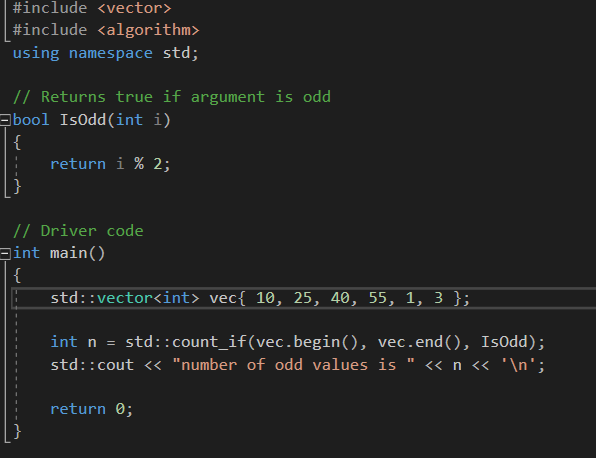 #include <vector>
#include <algorithm>
using namespace std;

// Returns true if argument is odd
bool IsOdd(int i)
{
    return i % 2;
}

// Driver code
int main()
{
    std::vector<int> vec{ 10, 25, 40, 55, 1, 3 };

    int n = std::count_if(vec.begin(), vec.end(), IsOdd);
    std::cout << "number of odd values is " << n << '\n';

    return 0;
}